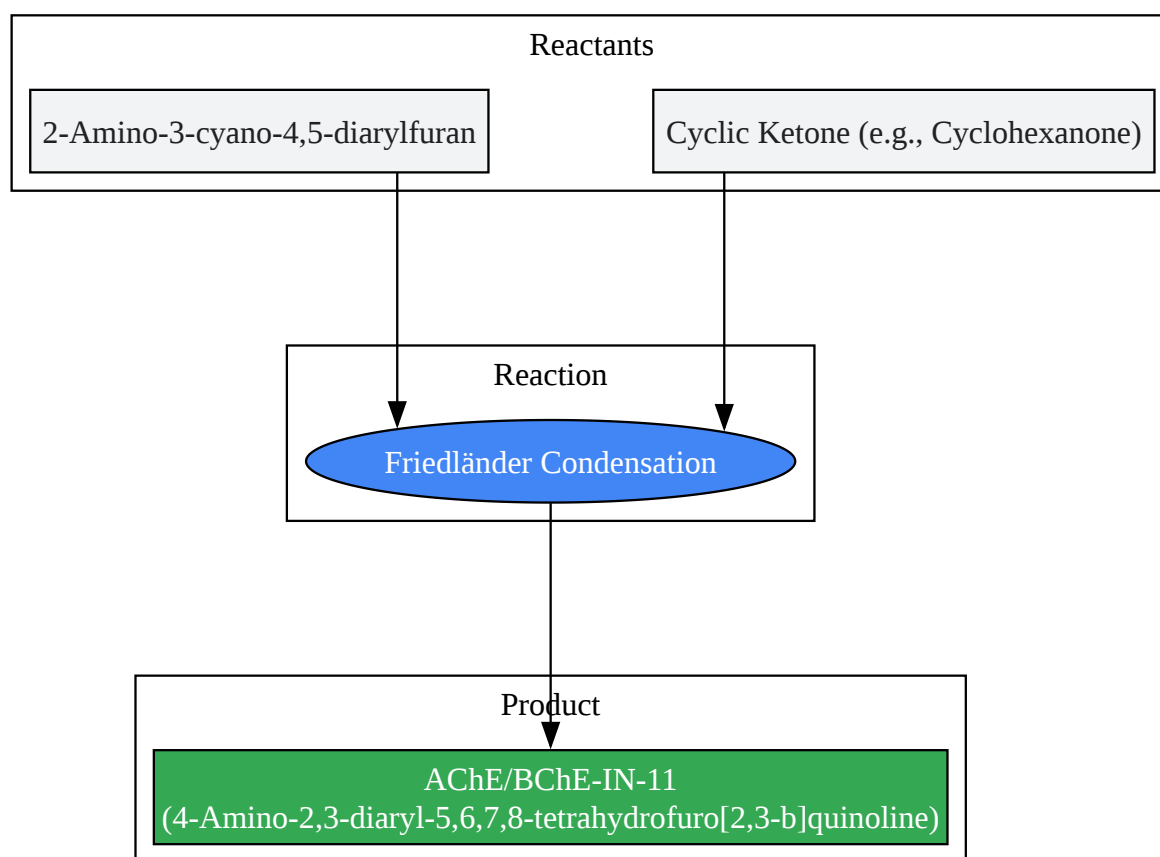 Reactants
2-Amino-3-cyano-4,5-diarylfuran
Cyclic Ketone (e.g., Cyclohexanone)
Reaction
Friedländer Condensation
Product
AChE/BChE-IN-11
(4-Amino-2,3-diaryl-5,6,7,8-tetrahydrofuro[2,3-b]quinoline)